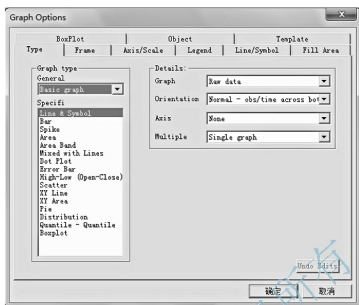 Graph Options
BoxPlot
Object
Template
Type
Frame
Axis/Scale
Legend
Line/Symbol
Fill Area
Graph type
General
Basic graph
Specifi
Line & Symbol
Bar
Spike
Area
Area Band
Mixed with Lines
Dot Plot
Error Bar
High-Low (Open-Close)
Scatter
XY Line
XY Area
Pie
Distribution
Quantile - Quantile
Boxplot
Details:
Graph
Raw data
Orientation
Normal - obs/time across bot
Axis
None
Multiple
Single graph
Undo Edits
确定
取消